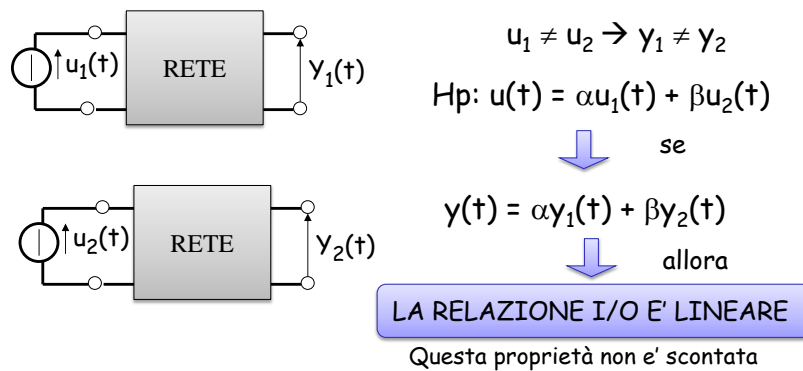 u₁(t)
RETE
Y₁(t)
u₂(t)
RETE
Y₂(t)
u₁ ≠ u₂ → y₁ ≠ y₂
Hp: u(t) = αu₁(t) + βu₂(t)
se
y(t) = αy₁(t) + βy₂(t)
allora
LA RELAZIONE I/O E' LINEARE
Questa proprietà non e' scontata